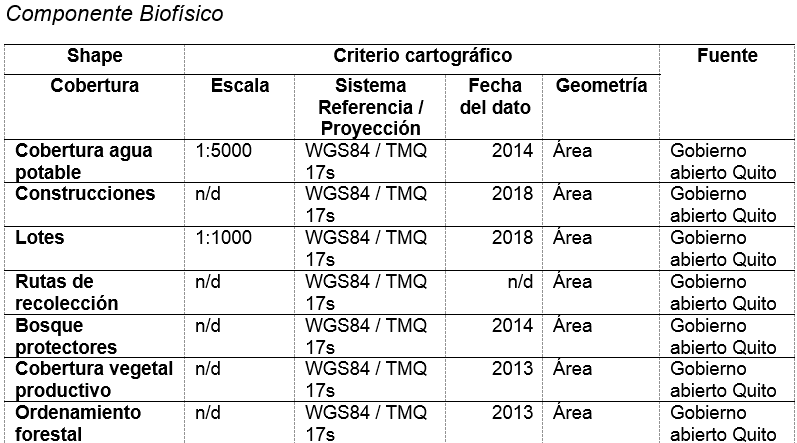 Componente Biofísico
Shape Criterio cartográfico Fuente
Cobertura Escala Sistema Fecha Geometría
Referencia / del dato
Proyección
Cobertura agua 1:5000 WGS84 / TMQ 2014 Área Gobierno
potable 17s abierto Quito
Construcciones n/d WGS84 / TMQ 2018 Área Gobierno
17s abierto Quito
Lotes 1:1000 WGS84 / TMQ 2018 Área Gobierno
17s abierto Quito
Rutas de n/d WGS84 / TMQ n/d Área Gobierno
recolección 17s abierto Quito
Bosque n/d WGS84 / TMQ 2014 Área Gobierno
protectores 17s abierto Quito
Cobertura vegetal n/d WGS84 / TMQ 2013 Área Gobierno
productivo 17s abierto Quito
Ordenamiento n/d WGS84 / TMQ 2013 Área Gobierno
forestal 17s abierto Quito